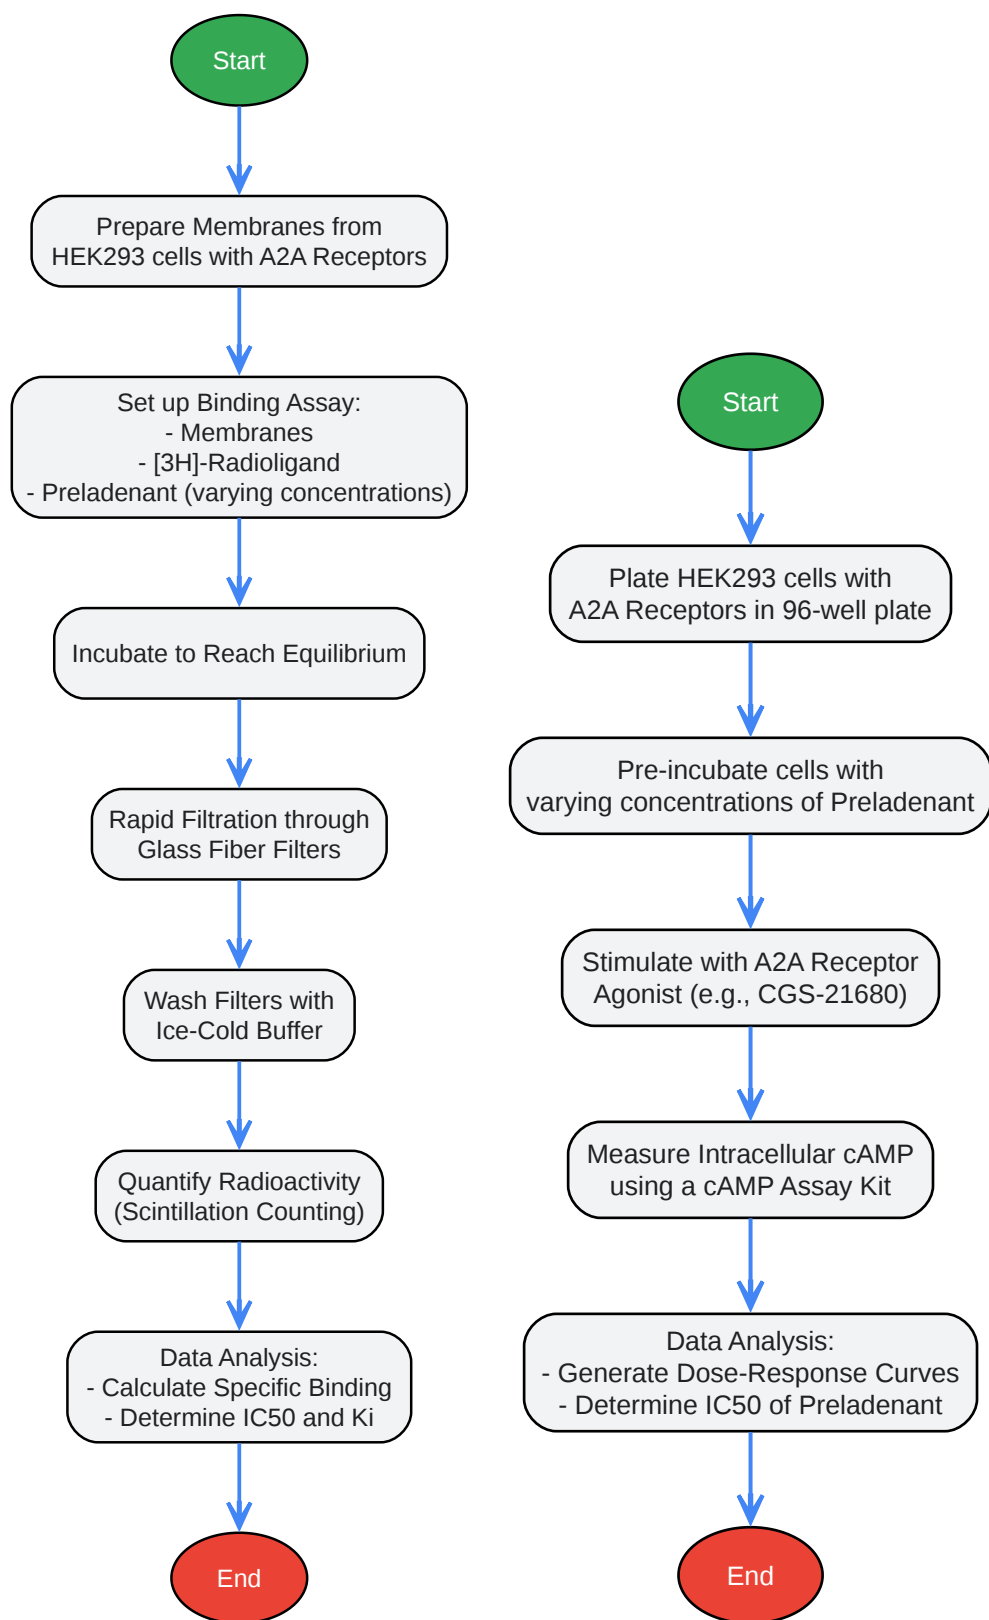 Start
Prepare Membranes from
HEK293 cells with A2A Receptors
Set up Binding Assay:
- Membranes
- [3H]-Radioligand
- Preladenant (varying concentrations)
Incubate to Reach Equilibrium
Rapid Filtration through
Glass Fiber Filters
Wash Filters with
Ice-Cold Buffer
Quantify Radioactivity
(Scintillation Counting)
Data Analysis:
- Calculate Specific Binding
- Determine IC50 and Ki
End
Start
Plate HEK293 cells with
A2A Receptors in 96-well plate
Pre-incubate cells with
varying concentrations of Preladenant
Stimulate with A2A Receptor
Agonist (e.g., CGS-21680)
Measure Intracellular cAMP
using a cAMP Assay Kit
Data Analysis:
- Generate Dose-Response Curves
- Determine IC50 of Preladenant
End